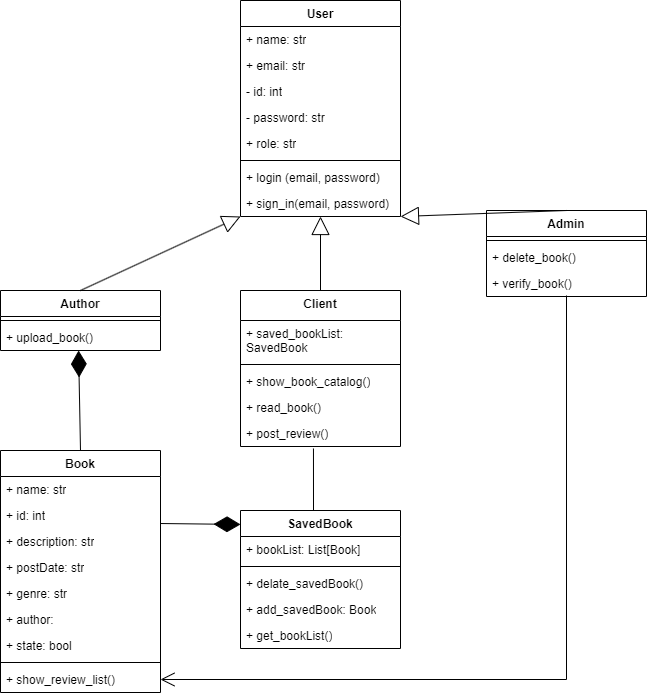 User
+ name: str
+ email: str
- id: int
- password: str
+ role: str
+ login (email, password)
+ sign_in(email, password)
Admin
+ delete_book()
+ verify_book()
Author
+ upload_book()
Client
+ saved_bookList:
SavedBook
+ show_book_catalog()
+ read_book()
+ post_review()
Book
+ name: str
+ id: int
+ description: str
+ postDate: str
+ genre: str
+ author:
+ state: bool
+ show_review_list()
SavedBook
+ bookList: List[Book]
+ delate_savedBook()
+ add_savedBook: Book
+ get_bookList()